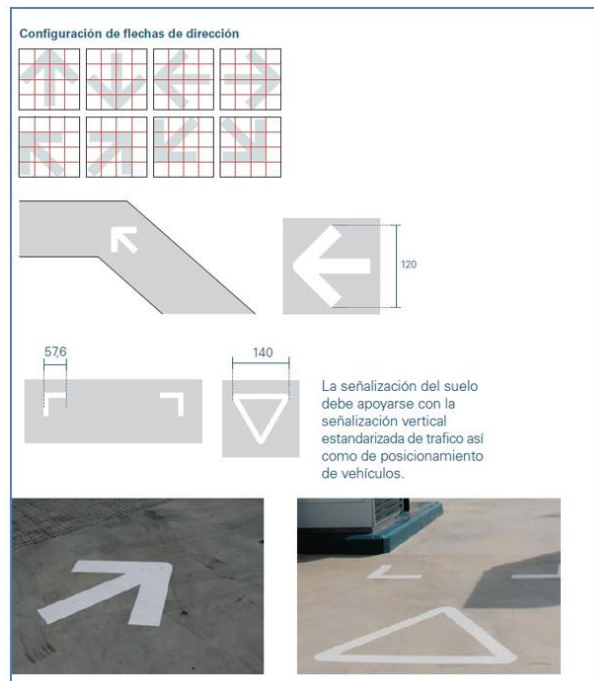 Configuración de flechas de dirección
120
57,6
140
La señalización del suelo
debe apoyarse con la
señalización vertical
estandarizada de trafico así
como de posicionamiento
de vehículos.